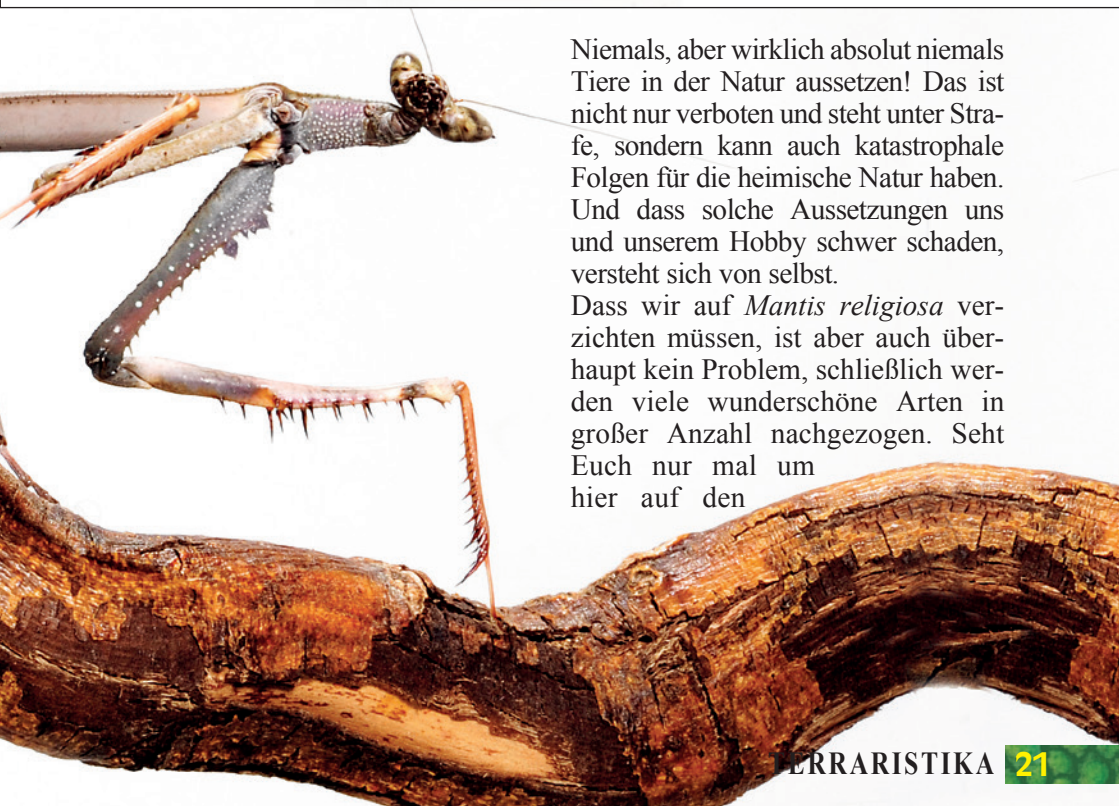 Niemals, aber wirklich absolut niemals
Tiere in der Natur aussetzen! Das ist
nicht nur verboten und steht unter Stra-
fe, sondern kann auch katastrophale
Folgen für die heimische Natur haben.
Und dass solche Aussetzungen uns
und unserem Hobby schwer schaden,
versteht sich von selbst.
Dass wir auf Mantis religiosa ver-
zichten müssen, ist aber auch über-
haupt kein Problem, schließlich wer-
den viele wunderschöne Arten in
großer Anzahl nachgezogen. Seht
Euch nur mal um
hier auf den
TERRARISTIKA 21